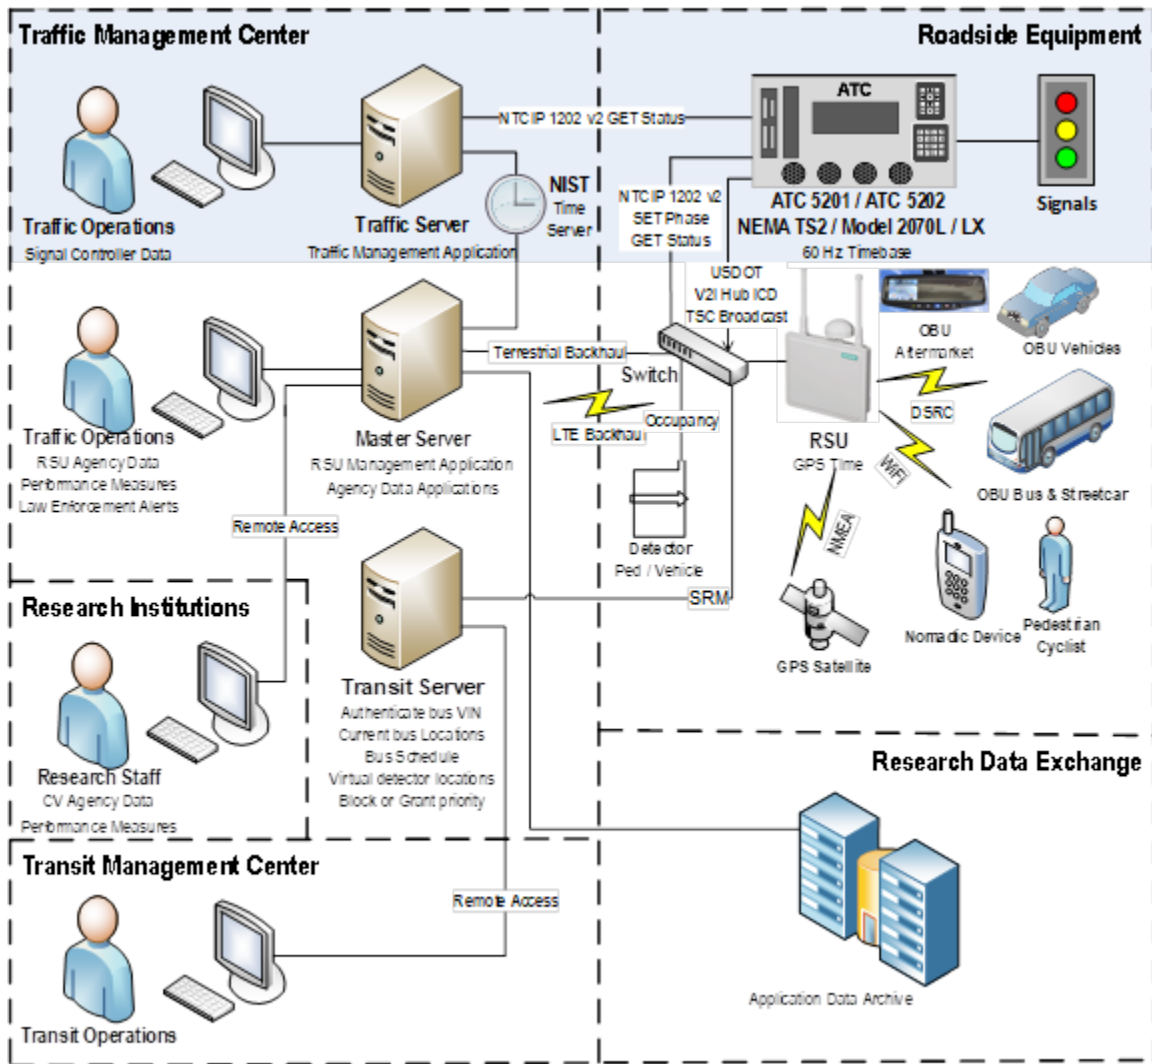 Traffic Management Center
Roadside Equipment
ATC
NTCIP 1202 v2 GET Status
NTCIP 1202 v2
SET Phase
GET Status
NIST
Time
Server
ATC 5201 / ATC 5202
NEMA TS2 / Model 2070L / LX
60 Hz Timebase
Signals
Traffic Operations
Signal Controller Data
Traffic Server
Traffic Management Application
USDOT
V2I Hub ICD
TSC Broadcast
OBU
Aftermarket
OBU Vehicles
Terrestrial Backhaul
Switch
DSRC
LTE Backhaul
Occupancy
Traffic Operations
RSU Agency Data
Performance Measures
Law Enforcement Alerts
Master Server
RSU Management Application
Agency Data Applications
RSU
GPS Time
WiFi
OBU Bus & Streetcar
Remote Access
NMEA
Detector
Ped / Vehicle
SRM
Nomadic Device
Pedestrian
Cyclist
GPS Satellite
Research Institutions
Transit Server
Authenticate bus VIN
Current bus Locations
Bus Schedule
Virtual detector locations
Block or Grant priority
Research Staff
CV Agency Data
Performance Measures
Research Data Exchange
Transit Management Center
Remote Access
Application Data Archive
Transit Operations